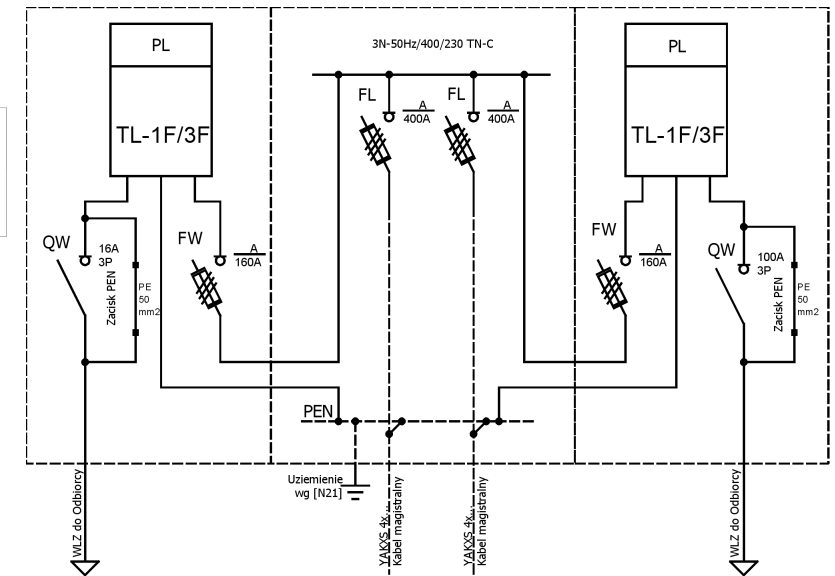 PL
3N-50Hz/400/230 TN-C
PL
FL
A
400A
FL
A
400A
TL-1F/3F
TL-1F/3F
QW
16A
3P
Zacisk PEN
PE
50
mm2
FW
A
160A
FW
A
160A
QW
100A
3P
Zacisk PEN
PE
50
mm2
PEN
Uziemienie
wg [N21]
WLZ do Odbiorcy
YAKXS 4x...
Kabel magistralny
YAKXS 4x...
Kabel magistralny
WLZ do Odbiorcy